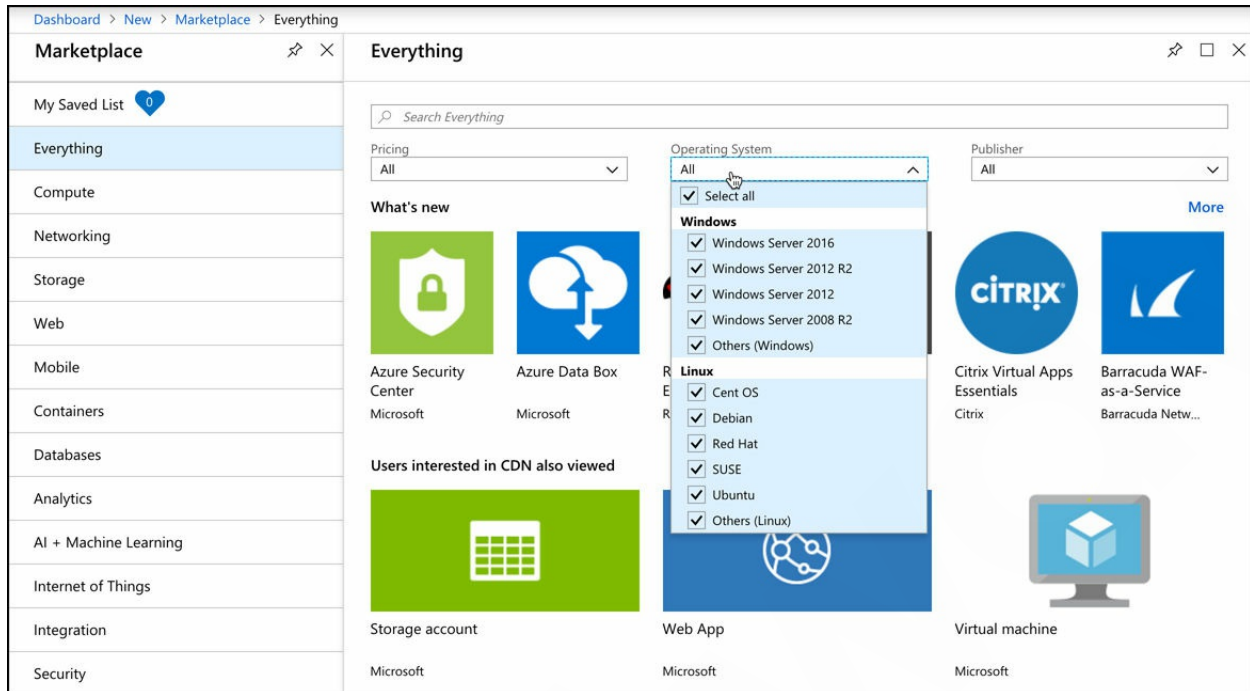 Dashboard > New > Marketplace > Everything
Marketplace
My Saved List 0
Everything
Compute
Networking
Storage
Web
Mobile
Containers
Databases
Analytics
AI + Machine Learning
Internet of Things
Integration
Security
Everything
Search Everything
Pricing
All
Operating System
All
Select all
Windows
Windows Server 2016
Windows Server 2012 R2
Windows Server 2012
Windows Server 2008 R2
Others (Windows)
Linux
Cent OS
Debian
Red Hat
SUSE
Ubuntu
Others (Linux)
Publisher
All
What's new
More
Azure Security
Center
Microsoft
Azure Data Box
Microsoft
R
E
R
CİTRIX
Citrix Virtual Apps
Essentials
Citrix
Barracuda WAF-
as-a-Service
Barracuda Netw...
Users interested in CDN also viewed
Storage account
Microsoft
Web App
Microsoft
Virtual machine
Microsoft